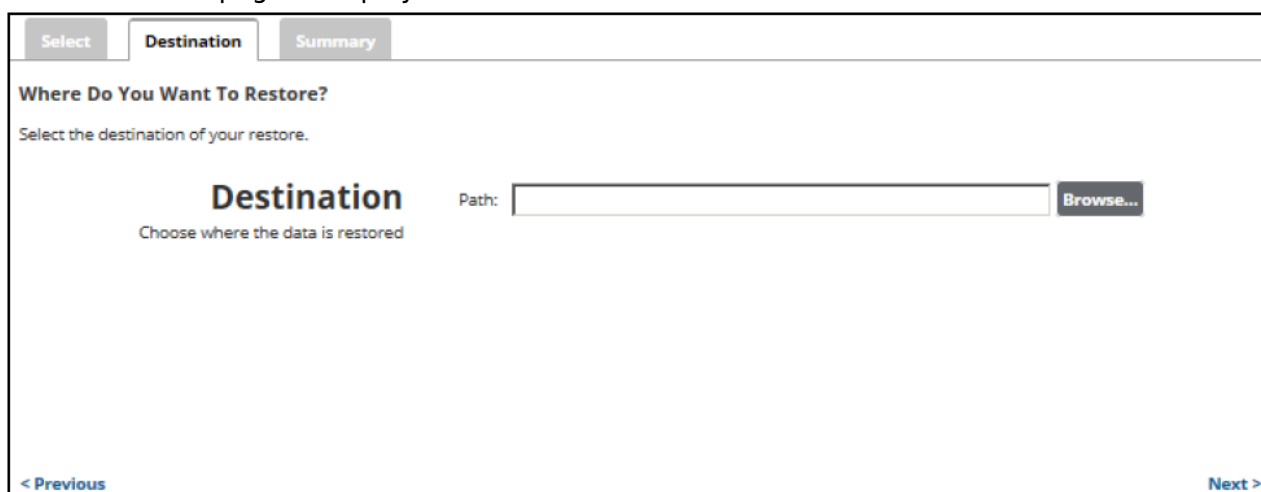 Select Destination Summary
Where Do You Want To Restore?
Select the destination of your restore.
Destination Path: Browse...
Choose where the data is restored
< Previous Next >